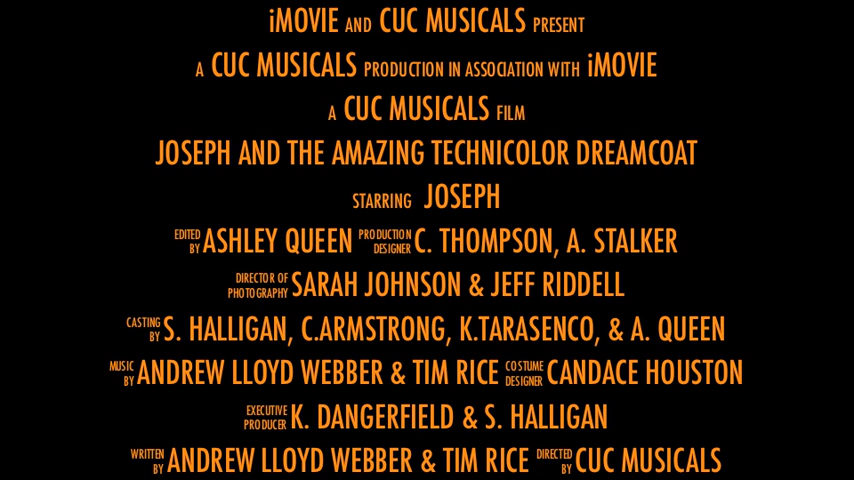 iMOVIE AND CUC MUSICALS PRESENT
A CUC MUSICALS PRODUCTION IN ASSOCIATION WITH iMOVIE
A CUC MUSICALS FILM
JOSEPH AND THE AMAZING TECHNICOLOR DREAMCOAT
STARRING JOSEPH
EDITED BY ASHLEY QUEEN PRODUCTION DESIGNER C. THOMPSON, A. STALKER
DIRECTOR OF PHOTOGRAPHY SARAH JOHNSON & JEFF RIDDELL
CASTING BY S. HALLIGAN, C.ARMSTRONG, K.TARASENCO, & A. QUEEN
MUSIC BY ANDREW LLOYD WEBBER & TIM RICE COSTUME DESIGNER CANDACE HOUSTON
EXECUTIVE PRODUCER K. DANGERFIELD & S. HALLIGAN
WRITTEN BY ANDREW LLOYD WEBBER & TIM RICE DIRECTED BY CUC MUSICALS